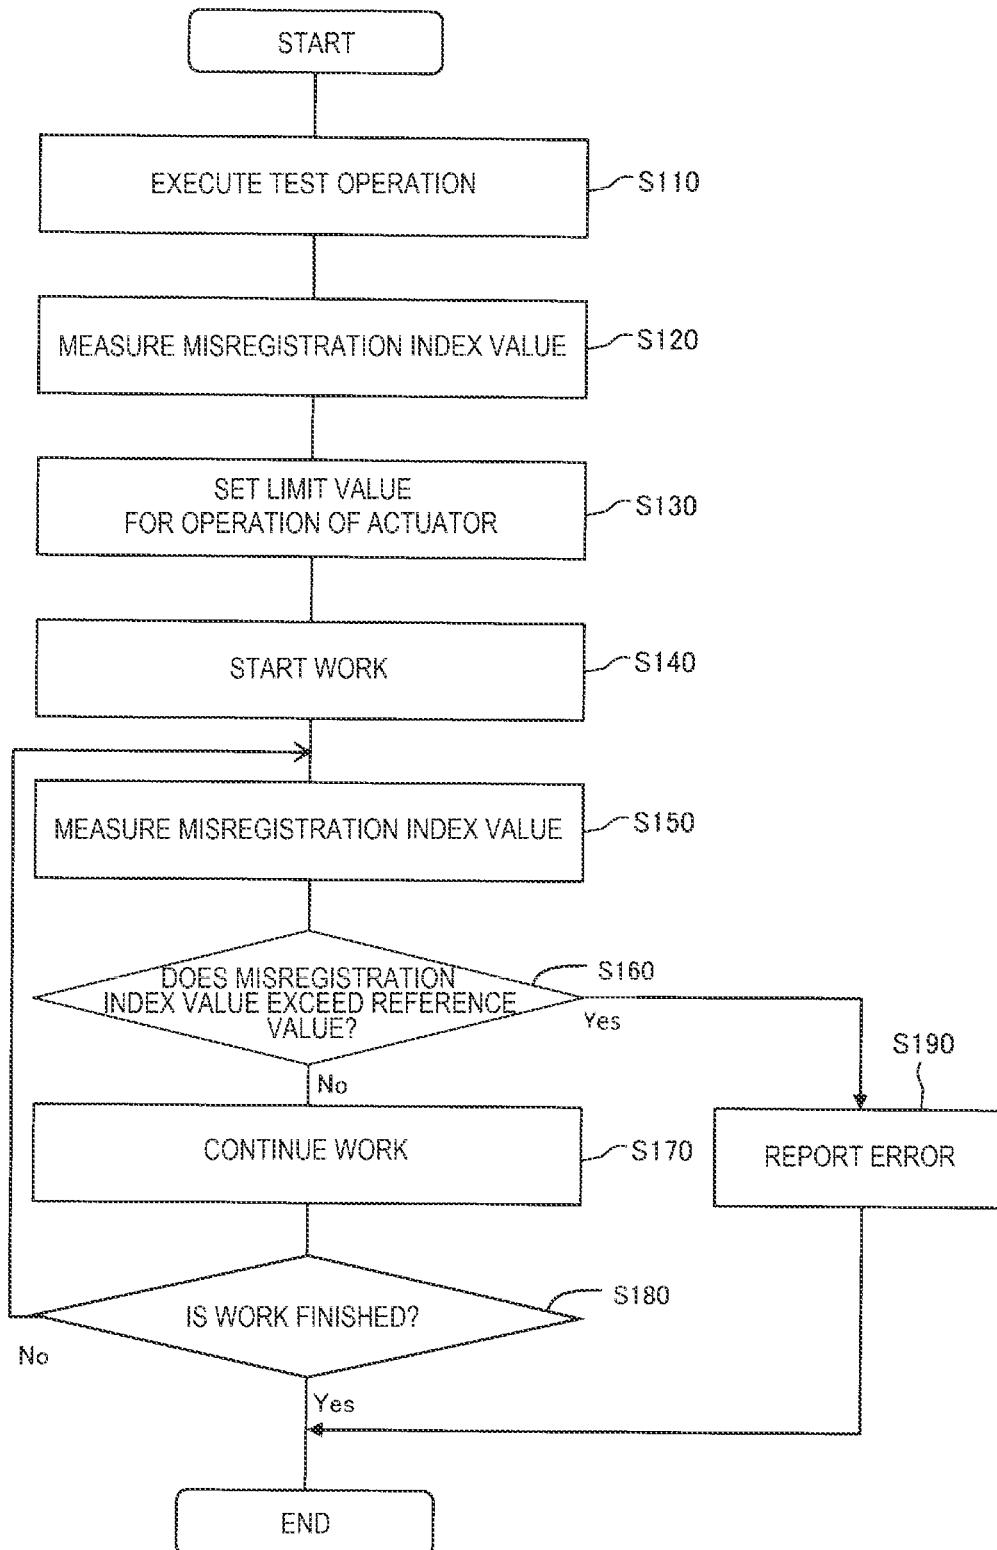 START
EXECUTE TEST OPERATION
S110
MEASURE MISREGISTRATION INDEX VALUE
S120
SET LIMIT VALUE
FOR OPERATION OF ACTUATOR
S130
START WORK
S140
MEASURE MISREGISTRATION INDEX VALUE
S150
DOES MISREGISTRATION
INDEX VALUE EXCEED REFERENCE
VALUE?
S160
Yes
No
S190
REPORT ERROR
CONTINUE WORK
S170
IS WORK FINISHED?
S180
No
Yes
END